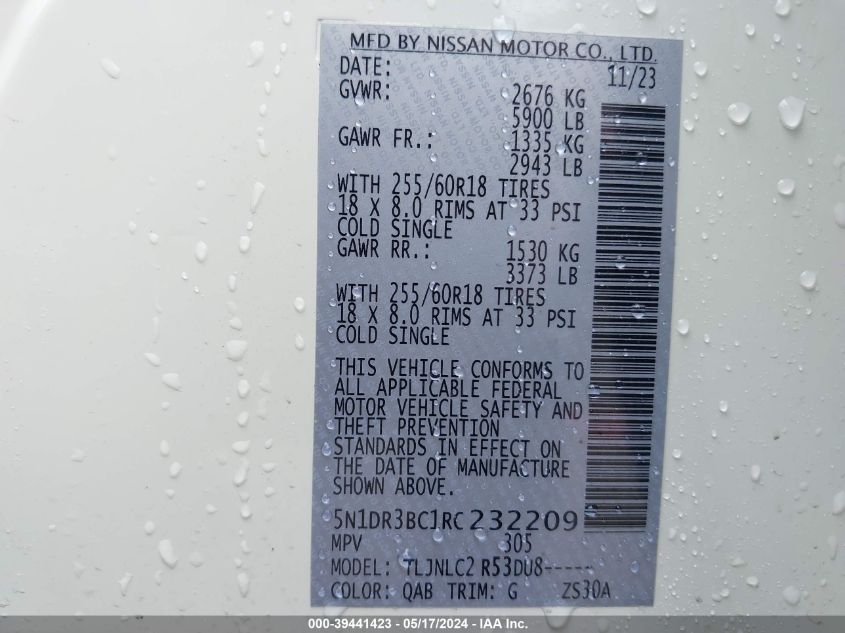 MFD BY NISSAN MOTOR CO., LTD.
DATE: 11/23
GVWR: 2676 KG
5900 LB
GAWR FR.: 1335 KG
2943 LB
WITH 255/60R18 TIRES
18 X 8.0 RIMS AT 33 PSI
COLD SINGLE
GAWR RR.: 1530 KG
3373 LB
WITH 255/60R18 TIRES
18 X 8.0 RIMS AT 33 PSI
COLD SINGLE
THIS VEHICLE CONFORMS TO
ALL APPLICABLE FEDERAL
MOTOR VEHICLE SAFETY AND
THEFT PREVENTION
STANDARDS IN EFFECT ON
THE DATE OF MANUFACTURE
SHOWN ABOVE.
5N1DR3BC1RC232209
MPV 305
MODEL: TLJNLC2 R53DU8-----
COLOR: QAB TRIM: G ZS30A
000-39441423 - 05/17/2024 - IAA Inc.